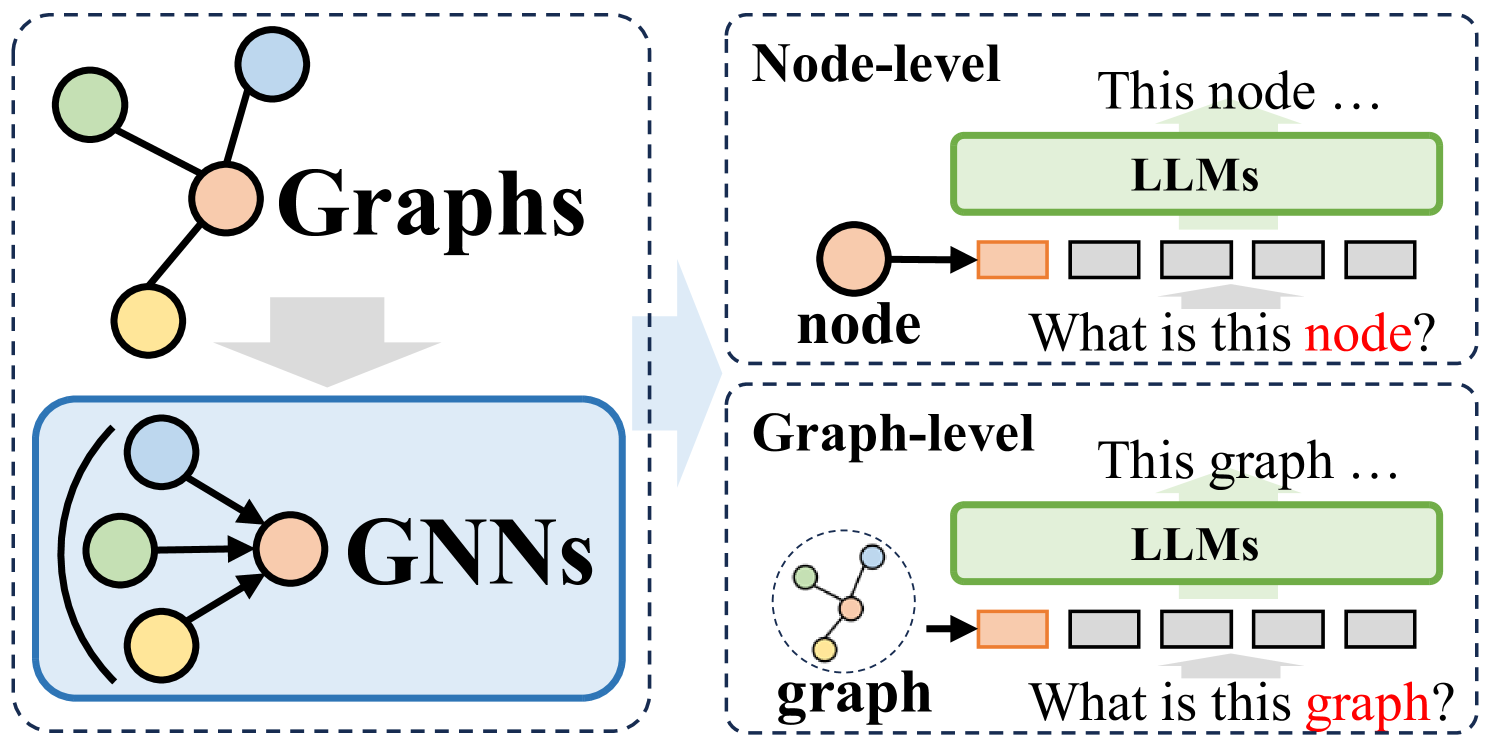 Graphs
GNNs
Node-level
This node …
LLMs
node
What is this node?
Graph-level
This graph …
LLMs
graph
What is this graph?